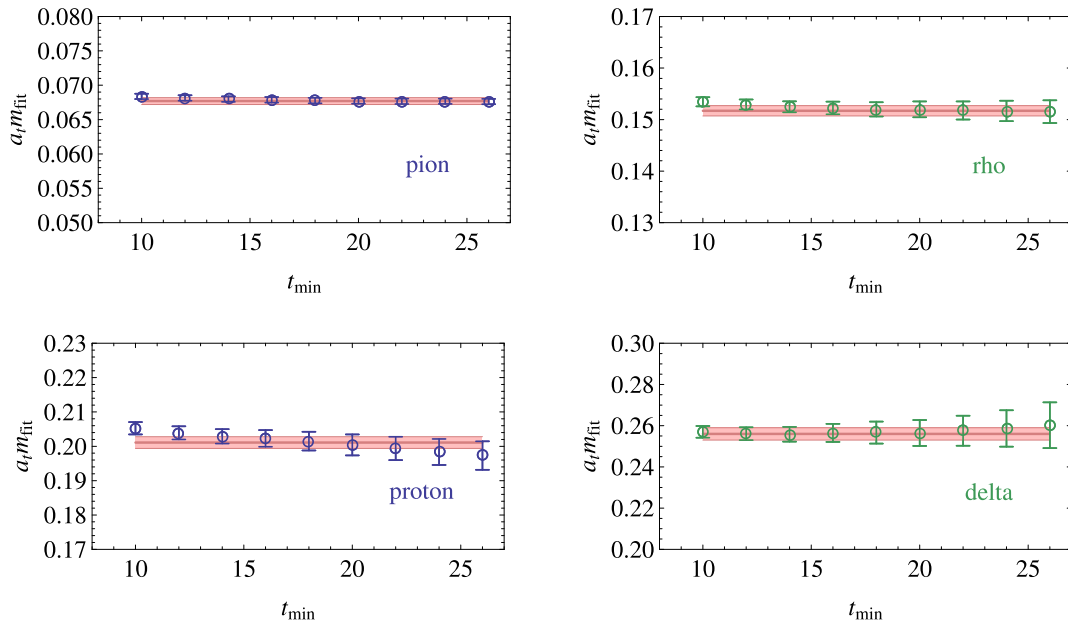 0.080
0.075
0.070
0.065
0.060
0.055
0.050
a_t m_fit
pion
10 15 20 25
t_min
0.17
0.16
0.15
0.14
0.13
a_t m_fit
rho
10 15 20 25
t_min
0.23
0.22
0.21
0.20
0.19
0.18
0.17
a_t m_fit
proton
10 15 20 25
t_min
0.30
0.28
0.26
0.24
0.22
0.20
a_t m_fit
delta
10 15 20 25
t_min